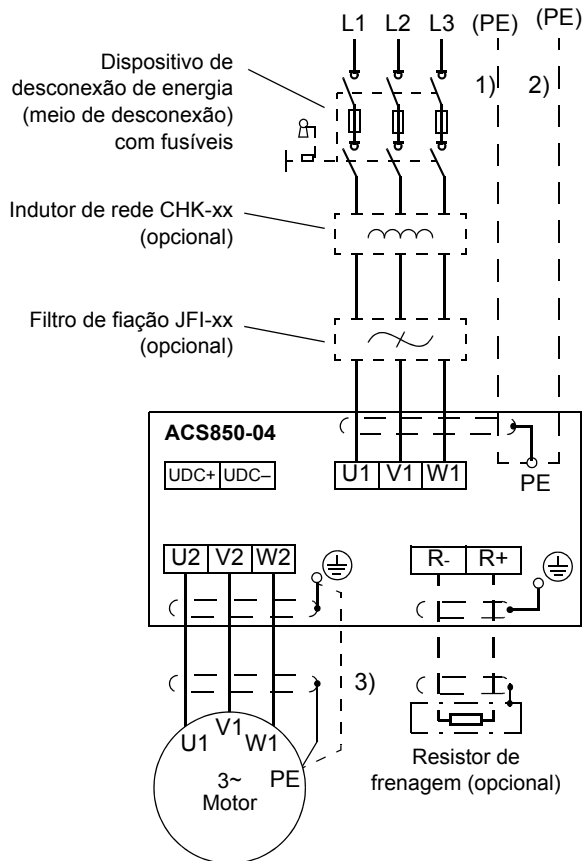 L1 L2 L3 (PE) (PE)
1) 2)
Dispositivo de
desconexão de energia
(meio de desconexão)
com fusíveis
Indutor de rede CHK-xx
(opcional)
Filtro de fiação JFI-xx
(opcional)
ACS850-04
UDC+ UDC–
U1 V1 W1
PE
U2 V2 W2
R- R+
3)
U1 V1 W1
PE
3~
Motor
Resistor de
frenagem (opcional)